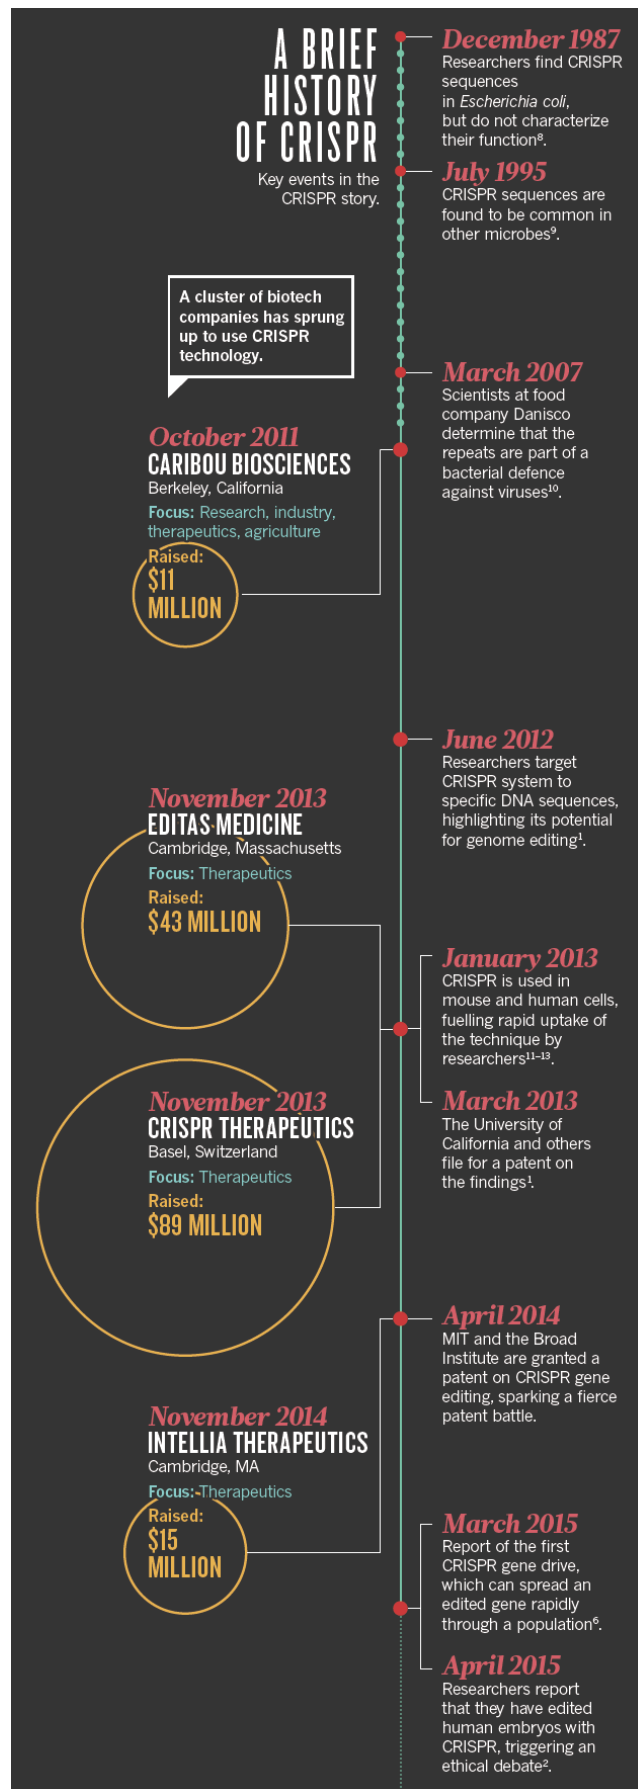 A BRIEF
HISTORY
OF CRISPR
Key events in the
CRISPR story.
December 1987
Researchers find CRISPR
sequences
in Escherichia coli,
but do not characterize
their function⁸.
July 1995
CRISPR sequences are
found to be common in
other microbes⁹.
A cluster of biotech
companies has sprung
up to use CRISPR
technology.
March 2007
Scientists at food
company Danisco
determine that the
repeats are part of a
bacterial defence
against viruses¹⁰.
October 2011
CARIBOU BIOSCIENCES
Berkeley, California
Focus: Research, industry,
therapeutics, agriculture
Raised:
$11
MILLION
June 2012
Researchers target
CRISPR system to
specific DNA sequences,
highlighting its potential
for genome editing¹.
November 2013
EDITAS MEDICINE
Cambridge, Massachusetts
Focus: Therapeutics
Raised:
$43 MILLION
January 2013
CRISPR is used in
mouse and human cells,
fuelling rapid uptake of
the technique by
researchers¹¹⁻¹³.
March 2013
The University of
California and others
file for a patent on
the findings¹.
November 2013
CRISPR THERAPEUTICS
Basel, Switzerland
Focus: Therapeutics
Raised:
$89 MILLION
April 2014
MIT and the Broad
Institute are granted a
patent on CRISPR gene
editing, sparking a fierce
patent battle.
November 2014
INTELLIA THERAPEUTICS
Cambridge, MA
Focus: Therapeutics
Raised:
$15
MILLION
March 2015
Report of the first
CRISPR gene drive,
which can spread an
edited gene rapidly
through a population⁶.
April 2015
Researchers report
that they have edited
human embryos with
CRISPR, triggering an
ethical debate².